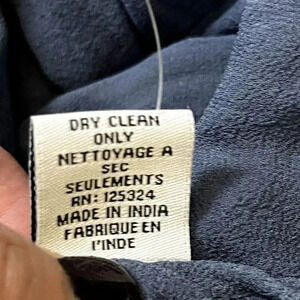 DRY CLEAN
ONLY
NETTOYAGE A
SEC
SEULEMENTS
RN: 125324
MADE IN INDIA
FABRIQUE EN
I'INDE